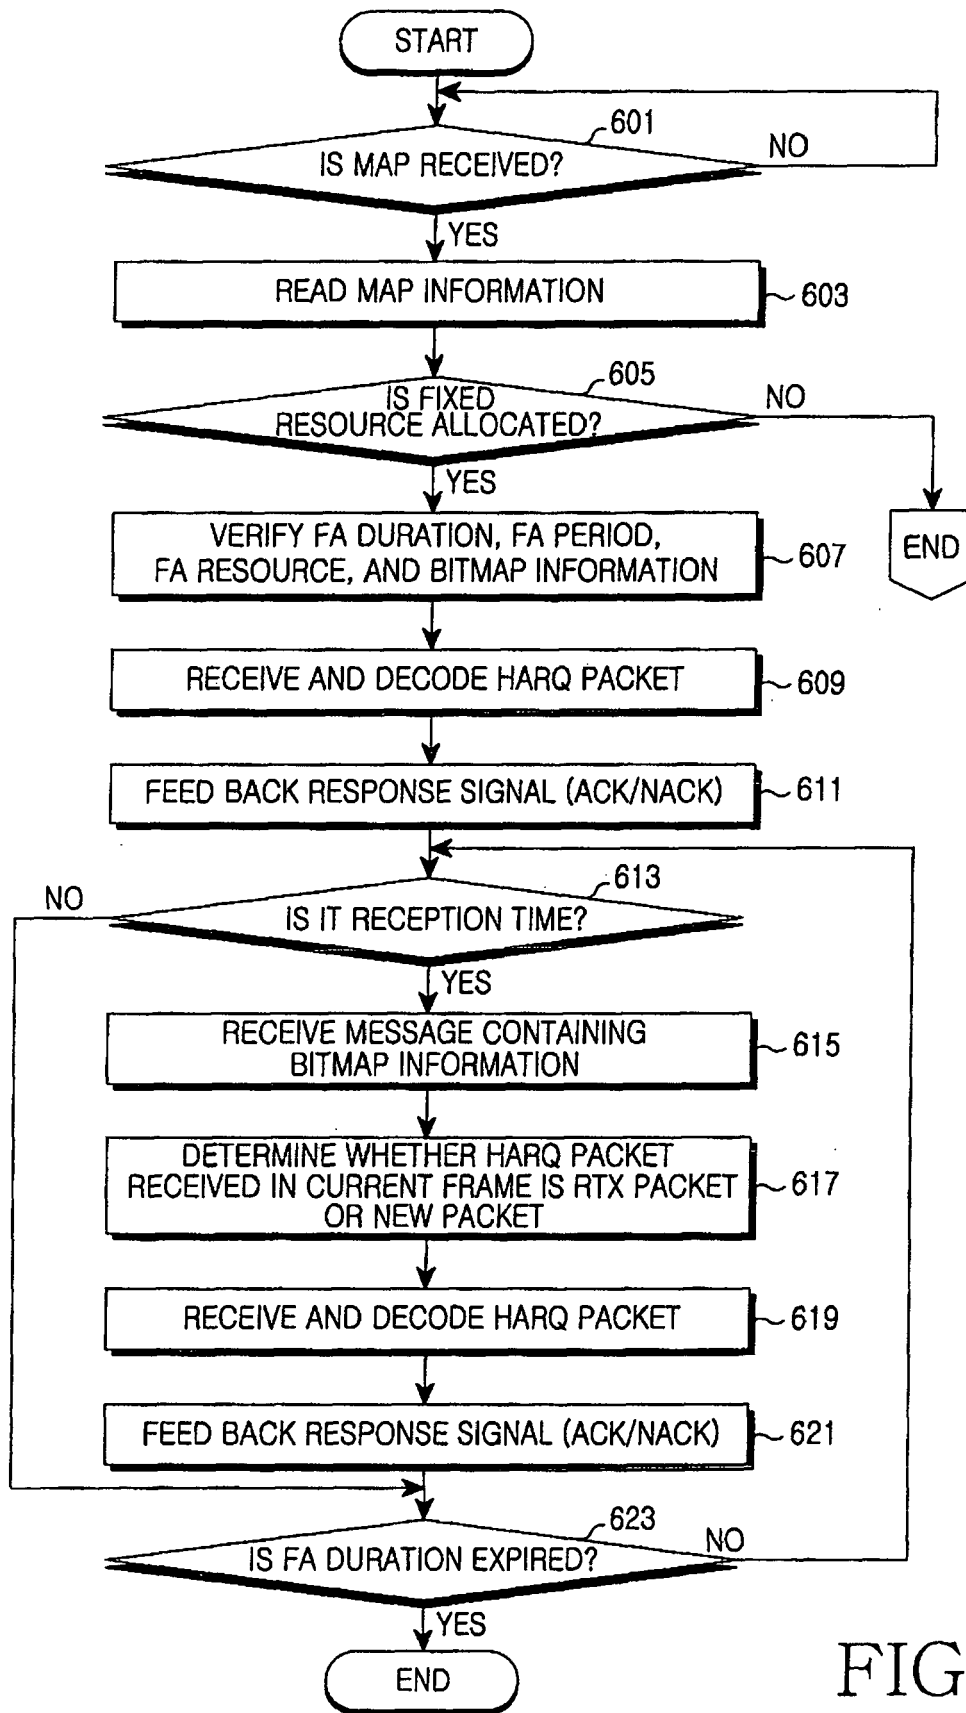 START
601
IS MAP RECEIVED?
NO
YES
READ MAP INFORMATION
603
605
IS FIXED
RESOURCE ALLOCATED?
NO
YES
END
VERIFY FA DURATION, FA PERIOD,
FA RESOURCE, AND BITMAP INFORMATION
607
RECEIVE AND DECODE HARQ PACKET
609
FEED BACK RESPONSE SIGNAL (ACK/NACK)
611
613
NO
IS IT RECEPTION TIME?
YES
RECEIVE MESSAGE CONTAINING
BITMAP INFORMATION
615
DETERMINE WHETHER HARQ PACKET
RECEIVED IN CURRENT FRAME IS RTX PACKET
OR NEW PACKET
617
RECEIVE AND DECODE HARQ PACKET
619
FEED BACK RESPONSE SIGNAL (ACK/NACK)
621
623
NO
IS FA DURATION EXPIRED?
YES
END
FIG